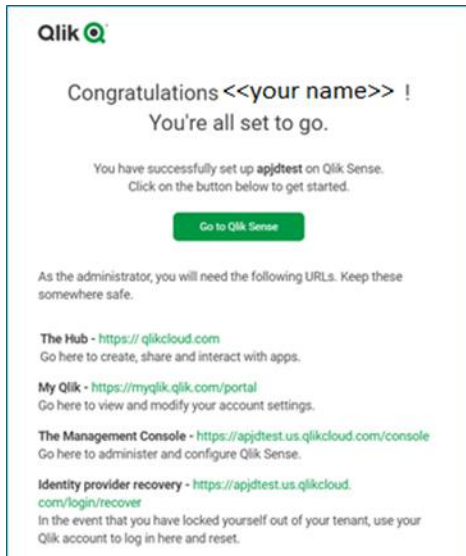 Qlik
Congratulations <<your name>> !
You're all set to go.
You have successfully set up apjdtest on Qlik Sense.
Click on the button below to get started.
Go to Qlik Sense
As the administrator, you will need the following URLs. Keep these
somewhere safe.
The Hub - https:// qlikcloud.com
Go here to create, share and interact with apps.
My Qlik - https://myqlik.qlik.com/portal
Go here to view and modify your account settings.
The Management Console - https://apjdtest.us.qlikcloud.com/console
Go here to administer and configure Qlik Sense.
Identity provider recovery - https://apjdtest.us.qlikcloud.
com/login/recover
In the event that you have locked yourself out of your tenant, use your
Qlik account to log in here and reset.